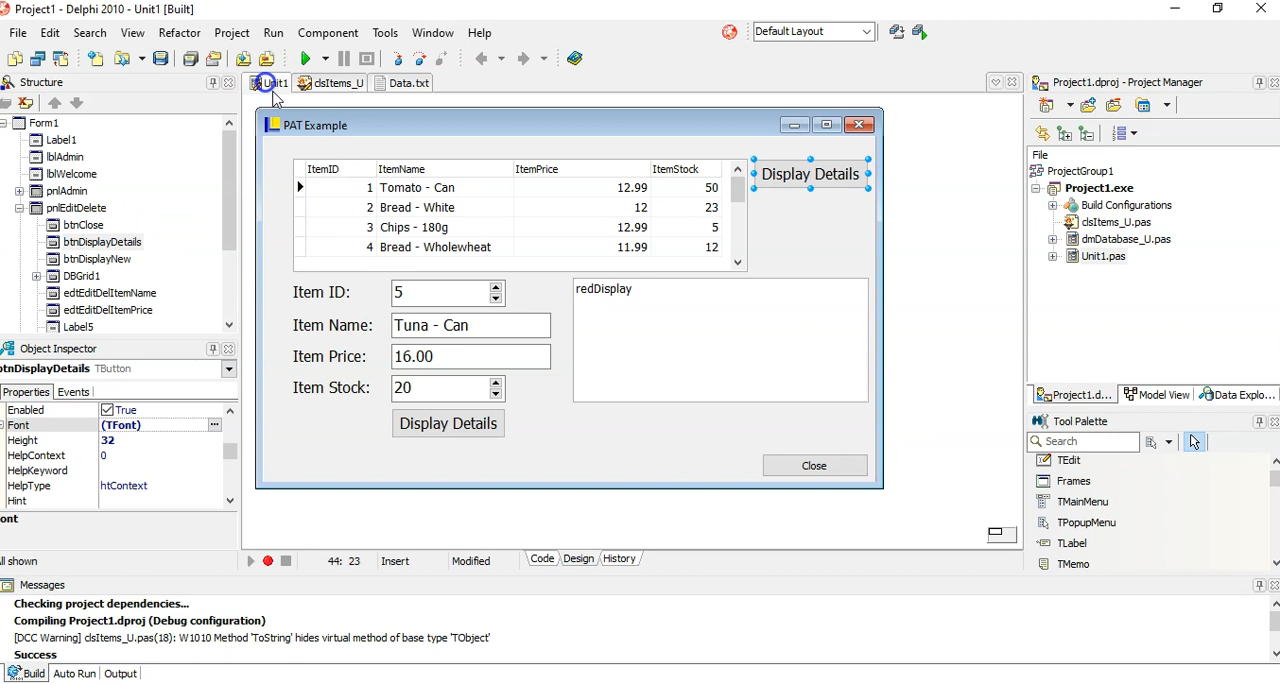 Project1 - Delphi 2010 - Unit1 [Built]
File Edit Search View Refactor Project Run Component Tools Window Help
Default Layout
Structure
Unit1 clsItems_U Data.txt
Project1.dproj - Project Manager
Form1
Label1
lblAdmin
lblWelcome
pnlAdmin
pnlEditDelete
btnClose
btnDisplayDetails
btnDisplayNew
DBGrid1
edtEditDelItemName
edtEditDelItemPrice
Label5
PAT Example
ItemID ItemName ItemPrice ItemStock
1 Tomato - Can 12.99 50
2 Bread - White 12 23
3 Chips - 180g 12.99 5
4 Bread - Wholewheat 11.99 12
Display Details
Item ID: 5
Item Name: Tuna - Can
Item Price: 16.00
Item Stock: 20
Display Details
redDisplay
Close
File
ProjectGroup1
Project1.exe
Build Configurations
clsItems_U.pas
dmDatabase_U.pas
Unit1.pas
Project1.d... Model View Data Explo...
Tool Palette
Search
TEdit
Frames
TMainMenu
TPopupMenu
TLabel
TMemo
Object Inspector
btnDisplayDetails TButton
Properties Events
Enabled True
Font (TFont)
Height 32
HelpContext 0
HelpKeyword
HelpType htContext
Hint
ont
ll shown
44: 23 Insert Modified Code Design History
Messages
Checking project dependencies...
Compiling Project1.dproj (Debug configuration)
[DCC Warning] clsItems_U.pas(18): W1010 Method 'ToString' hides virtual method of base type 'TObject'
Success
Build Auto Run Output